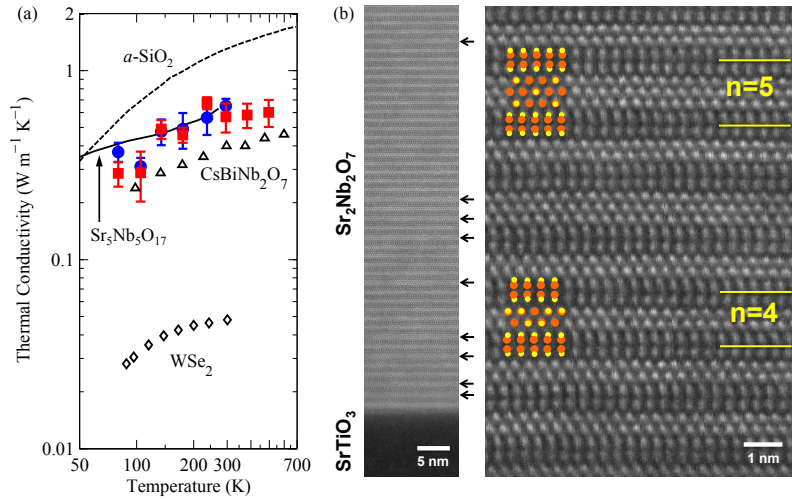 (a)
2
1
0.1
0.01
Thermal Conductivity (W m⁻¹ K⁻¹)
a-SiO₂
CsBiNb₂O₇
Sr₅Nb₅O₁₇
WSe₂
50
100
200
300
700
Temperature (K)
(b)
Sr₂Nb₂O₇
SrTiO₃
5 nm
n=5
n=4
1 nm